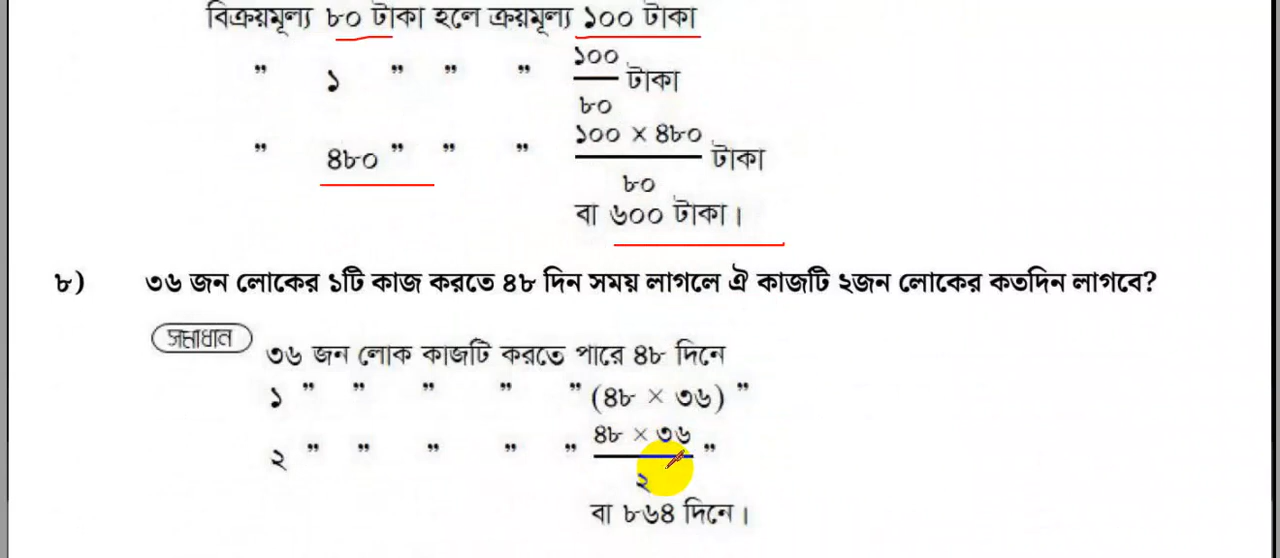 বিক্রয়মূল্য ৮০ টাকা হলে ক্রয়মূল্য ১০০ টাকা
" ১ " " " ১০০/৮০ টাকা
" ৪৮০ " " " ১০০ × ৪৮০/৮০ টাকা
বা ৬০০ টাকা।
৮) ৩৬ জন লোকের ১টি কাজ করতে ৪৮ দিন সময় লাগলে ঐ কাজটি ২জন লোকের কতদিন লাগবে?
সমাধান
৩৬ জন লোক কাজটি করতে পারে ৪৮ দিনে
১ " " " " " (৪৮ × ৩৬) "
২ " " " " " ৪৮ × ৩৬/২ "
বা ৮৬৪ দিনে।